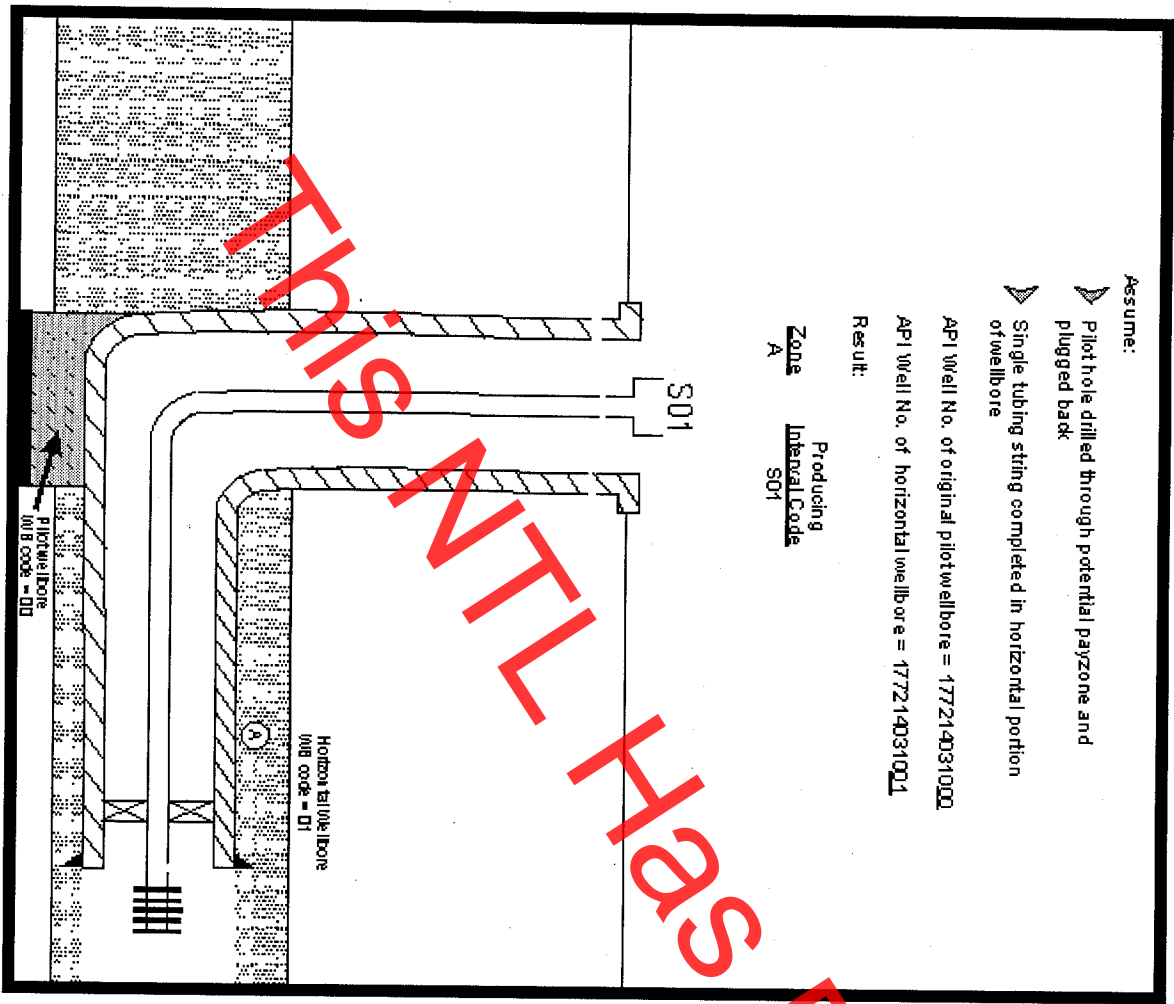 Assume:
Pilot hole drilled through potential payzone and
plugged back
Single tubing string completed in horizontal portion
of wellbore
API Well No. of original pilot wellbore = 177214031000
API Well No. of horizontal wellbore = 177214031001
Result:
Producing
Zone Interval Code
A S01
S01
Horizontal Wellbore
WB code = 01
A
Pilot wellbore
WB code = 00
This NTL Has